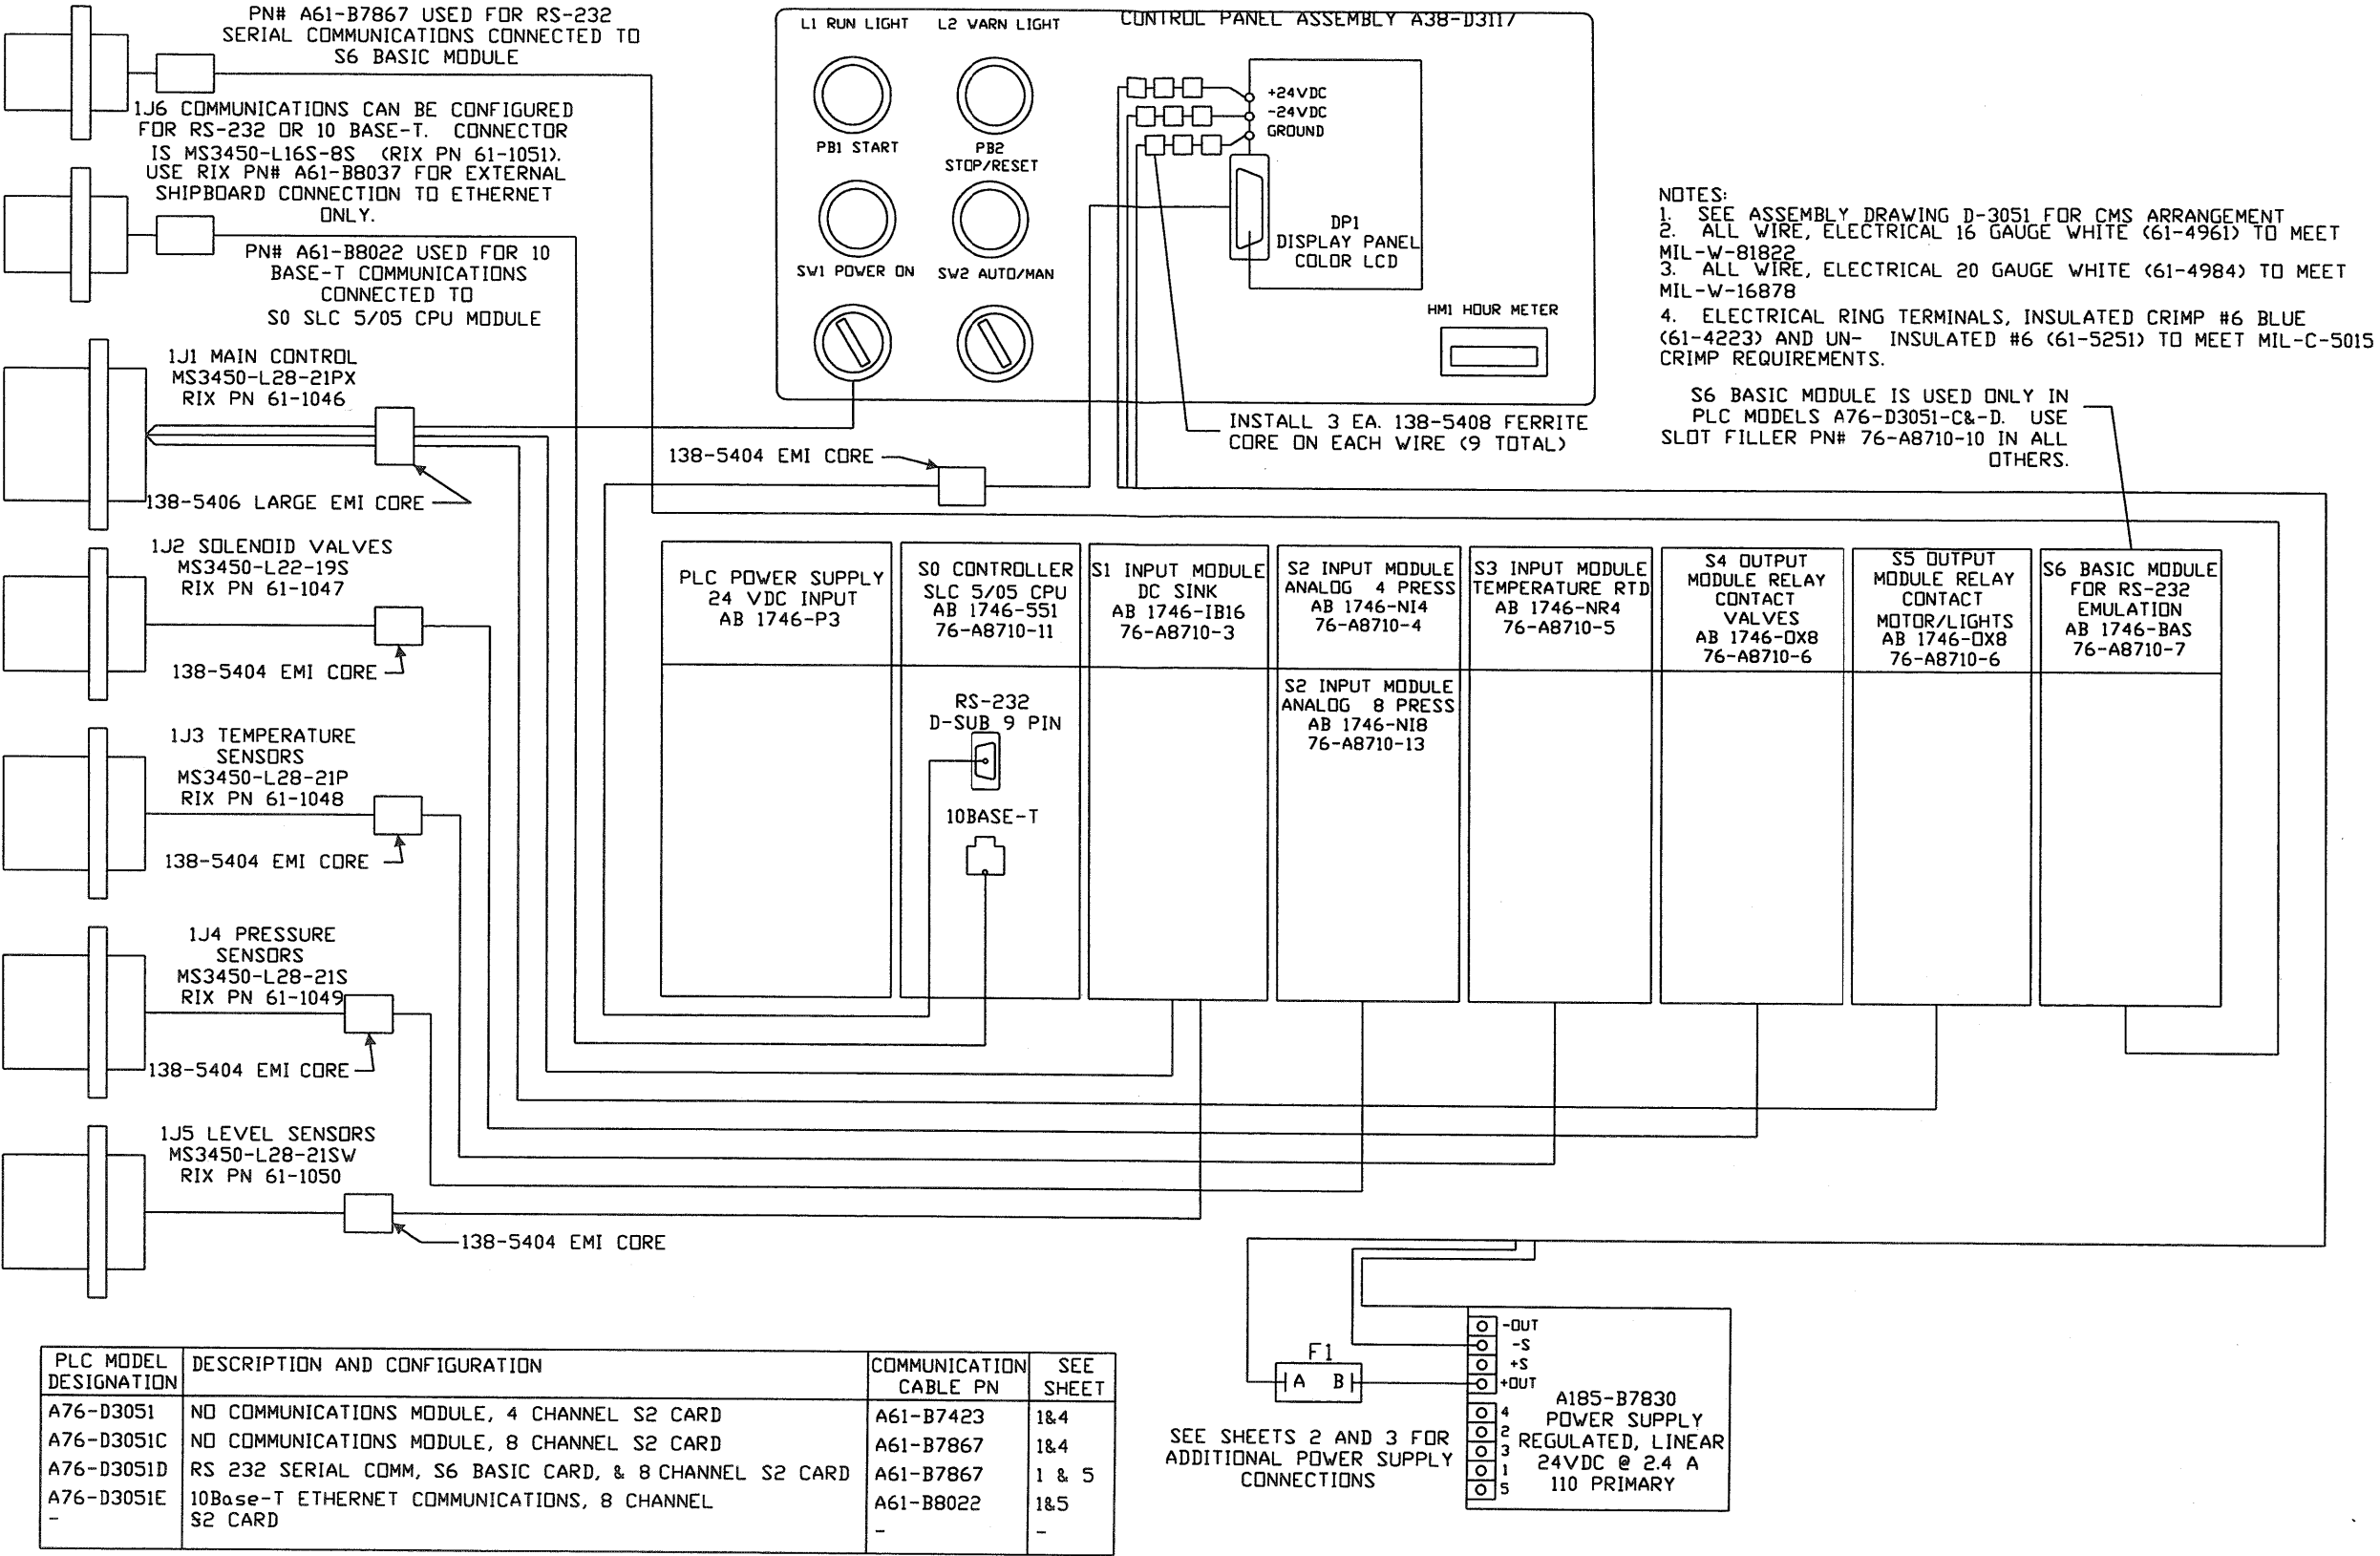 PN# A61-B7867 USED FOR RS-232
SERIAL COMMUNICATIONS CONNECTED TO
S6 BASIC MODULE
1J6 COMMUNICATIONS CAN BE CONFIGURED
FOR RS-232 OR 10 BASE-T. CONNECTOR
IS MS3450-L16S-8S (RIX PN 61-1051).
USE RIX PN# A61-B8037 FOR EXTERNAL
SHIPBOARD CONNECTION TO ETHERNET
ONLY.
PN# A61-B8022 USED FOR 10
BASE-T COMMUNICATIONS
CONNECTED TO
S0 SLC 5/05 CPU MODULE
1J1 MAIN CONTROL
MS3450-L28-21PX
RIX PN 61-1046
138-5406 LARGE EMI CORE
1J2 SOLENOID VALVES
MS3450-L22-19S
RIX PN 61-1047
138-5404 EMI CORE
1J3 TEMPERATURE
SENSORS
MS3450-L28-21P
RIX PN 61-1048
138-5404 EMI CORE
1J4 PRESSURE
SENSORS
MS3450-L28-21S
RIX PN 61-1049
138-5404 EMI CORE
1J5 LEVEL SENSORS
MS3450-L28-21SW
RIX PN 61-1050
138-5404 EMI CORE
CONTROL PANEL ASSEMBLY A38-D3117
L1 RUN LIGHT
L2 WARN LIGHT
PB1 START
PB2
STOP/RESET
SW1 POWER ON
SW2 AUTO/MAN
+24VDC
-24VDC
GROUND
DP1
DISPLAY PANEL
COLOR LCD
HM1 HOUR METER
138-5404 EMI CORE
INSTALL 3 EA. 138-5408 FERRITE
CORE ON EACH WIRE (9 TOTAL)
NOTES:
1. SEE ASSEMBLY DRAWING D-3051 FOR CMS ARRANGEMENT
2. ALL WIRE, ELECTRICAL 16 GAUGE WHITE (61-4961) TO MEET
MIL-W-81822
3. ALL WIRE, ELECTRICAL 20 GAUGE WHITE (61-4984) TO MEET
MIL-W-16878
4. ELECTRICAL RING TERMINALS, INSULATED CRIMP #6 BLUE
(61-4223) AND UN- INSULATED #6 (61-5251) TO MEET MIL-C-5015
CRIMP REQUIREMENTS.
S6 BASIC MODULE IS USED ONLY IN
PLC MODELS A76-D3051-C&-D. USE
SLOT FILLER PN# 76-A8710-10 IN ALL
OTHERS.
PLC POWER SUPPLY
24 VDC INPUT
AB 1746-P3
S0 CONTROLLER
SLC 5/05 CPU
AB 1746-551
76-A8710-11
RS-232
D-SUB 9 PIN
10BASE-T
S1 INPUT MODULE
DC SINK
AB 1746-IB16
76-A8710-3
S2 INPUT MODULE
ANALOG 4 PRESS
AB 1746-NI4
76-A8710-4
S2 INPUT MODULE
ANALOG 8 PRESS
AB 1746-NI8
76-A8710-13
S3 INPUT MODULE
TEMPERATURE RTD
AB 1746-NR4
76-A8710-5
S4 OUTPUT
MODULE RELAY
CONTACT
VALVES
AB 1746-OX8
76-A8710-6
S5 OUTPUT
MODULE RELAY
CONTACT
MOTOR/LIGHTS
AB 1746-OX8
76-A8710-6
S6 BASIC MODULE
FOR RS-232
EMULATION
AB 1746-BAS
76-A8710-7
F1
A B
-OUT
-S
+S
+OUT
4
2
3
1
5
A185-B7830
POWER SUPPLY
REGULATED, LINEAR
24VDC @ 2.4 A
110 PRIMARY
SEE SHEETS 2 AND 3 FOR
ADDITIONAL POWER SUPPLY
CONNECTIONS
PLC MODEL
DESIGNATION
DESCRIPTION AND CONFIGURATION
COMMUNICATION
CABLE PN
SEE
SHEET
A76-D3051 NO COMMUNICATIONS MODULE, 4 CHANNEL S2 CARD A61-B7423 1&4
A76-D3051C NO COMMUNICATIONS MODULE, 8 CHANNEL S2 CARD A61-B7867 1&4
A76-D3051D RS 232 SERIAL COMM, S6 BASIC CARD, & 8 CHANNEL S2 CARD A61-B7867 1 & 5
A76-D3051E 10Base-T ETHERNET COMMUNICATIONS, 8 CHANNEL A61-B8022 1&5
- S2 CARD - -